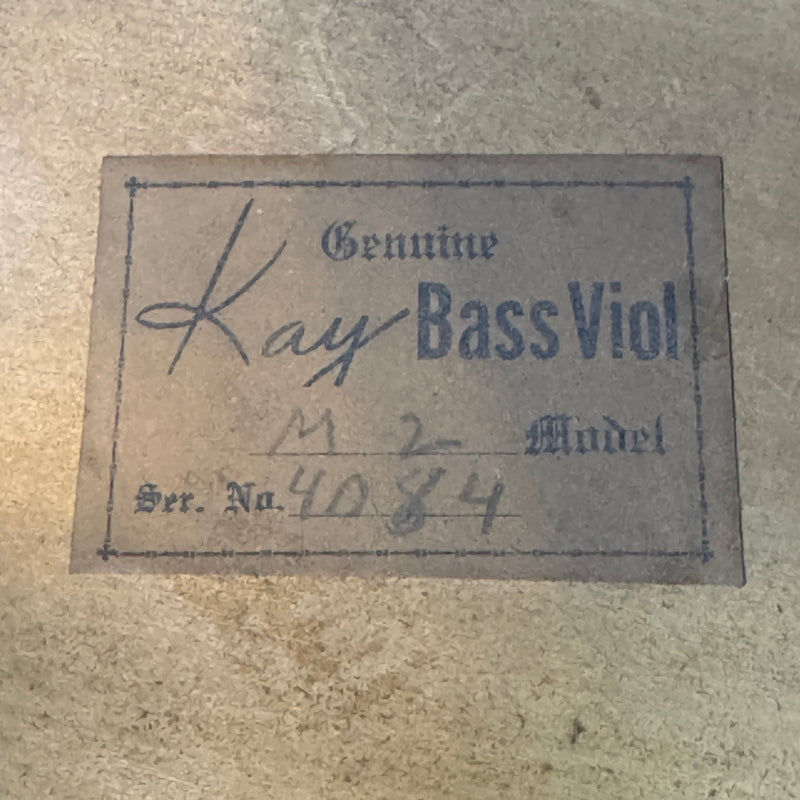 Genuine
Kay Bass Viol
M 2 Model
Ser. No. 4084